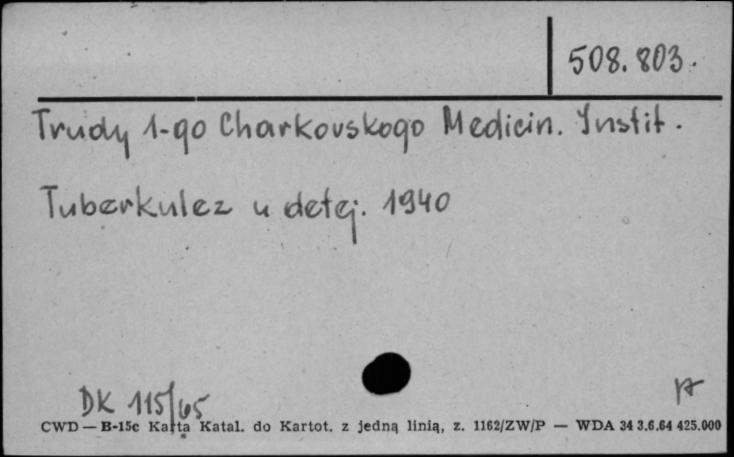 508.803.
Trudy 1-go Charkovskogo Medicin. Instit.
Tuberkulez u detej. 1940
DK 115/65
CWD — B-15c Karta Katal. do Kartot. z jedną linią, z. 1162/ZW/P — WDA 34 3.6.64 425.000